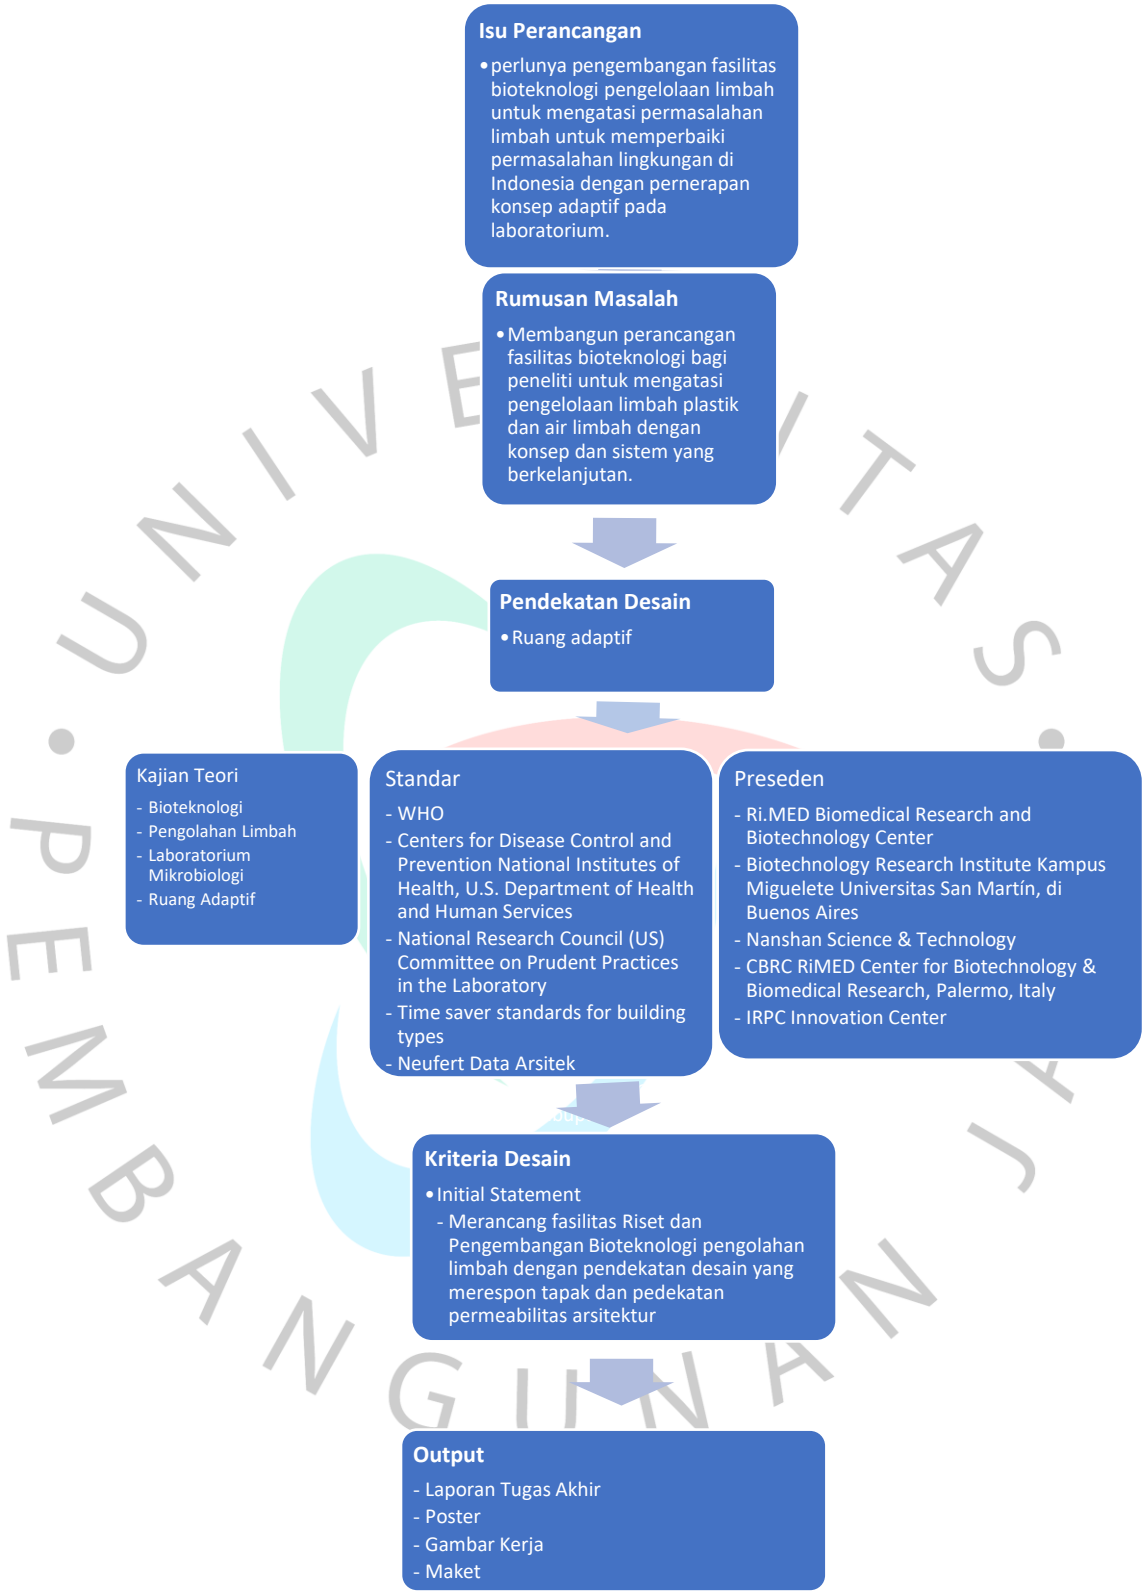 Isu Perancangan
•perlunya pengembangan fasilitas
bioteknologi pengelolaan limbah
untuk mengatasi permasalahan
limbah untuk memperbaiki
permasalahan lingkungan di
Indonesia dengan pernerapan
konsep adaptif pada
laboratorium.
Rumusan Masalah
•Membangun perancangan
fasilitas bioteknologi bagi
peneliti untuk mengatasi
pengelolaan limbah plastik
dan air limbah dengan
konsep dan sistem yang
berkelanjutan.
Pendekatan Desain
•Ruang adaptif
Kajian Teori
- Bioteknologi
- Pengolahan Limbah
- Laboratorium
Mikrobiologi
- Ruang Adaptif
Standar
- WHO
- Centers for Disease Control and
Prevention National Institutes of
Health, U.S. Department of Health
and Human Services
- National Research Council (US)
Committee on Prudent Practices
in the Laboratory
- Time saver standards for building
types
- Neufert Data Arsitek
Preseden
- Ri.MED Biomedical Research and
Biotechnology Center
- Biotechnology Research Institute Kampus
Miguelete Universitas San Martín, di
Buenos Aires
- Nanshan Science & Technology
- CBRC RiMED Center for Biotechnology &
Biomedical Research, Palermo, Italy
- IRPC Innovation Center
Kriteria Desain
•Initial Statement
- Merancang fasilitas Riset dan
Pengembangan Bioteknologi pengolahan
limbah dengan pendekatan desain yang
merespon tapak dan pedekatan
permeabilitas arsitektur
Output
- Laporan Tugas Akhir
- Poster
- Gambar Kerja
- Maket
PEMBANGUNAN